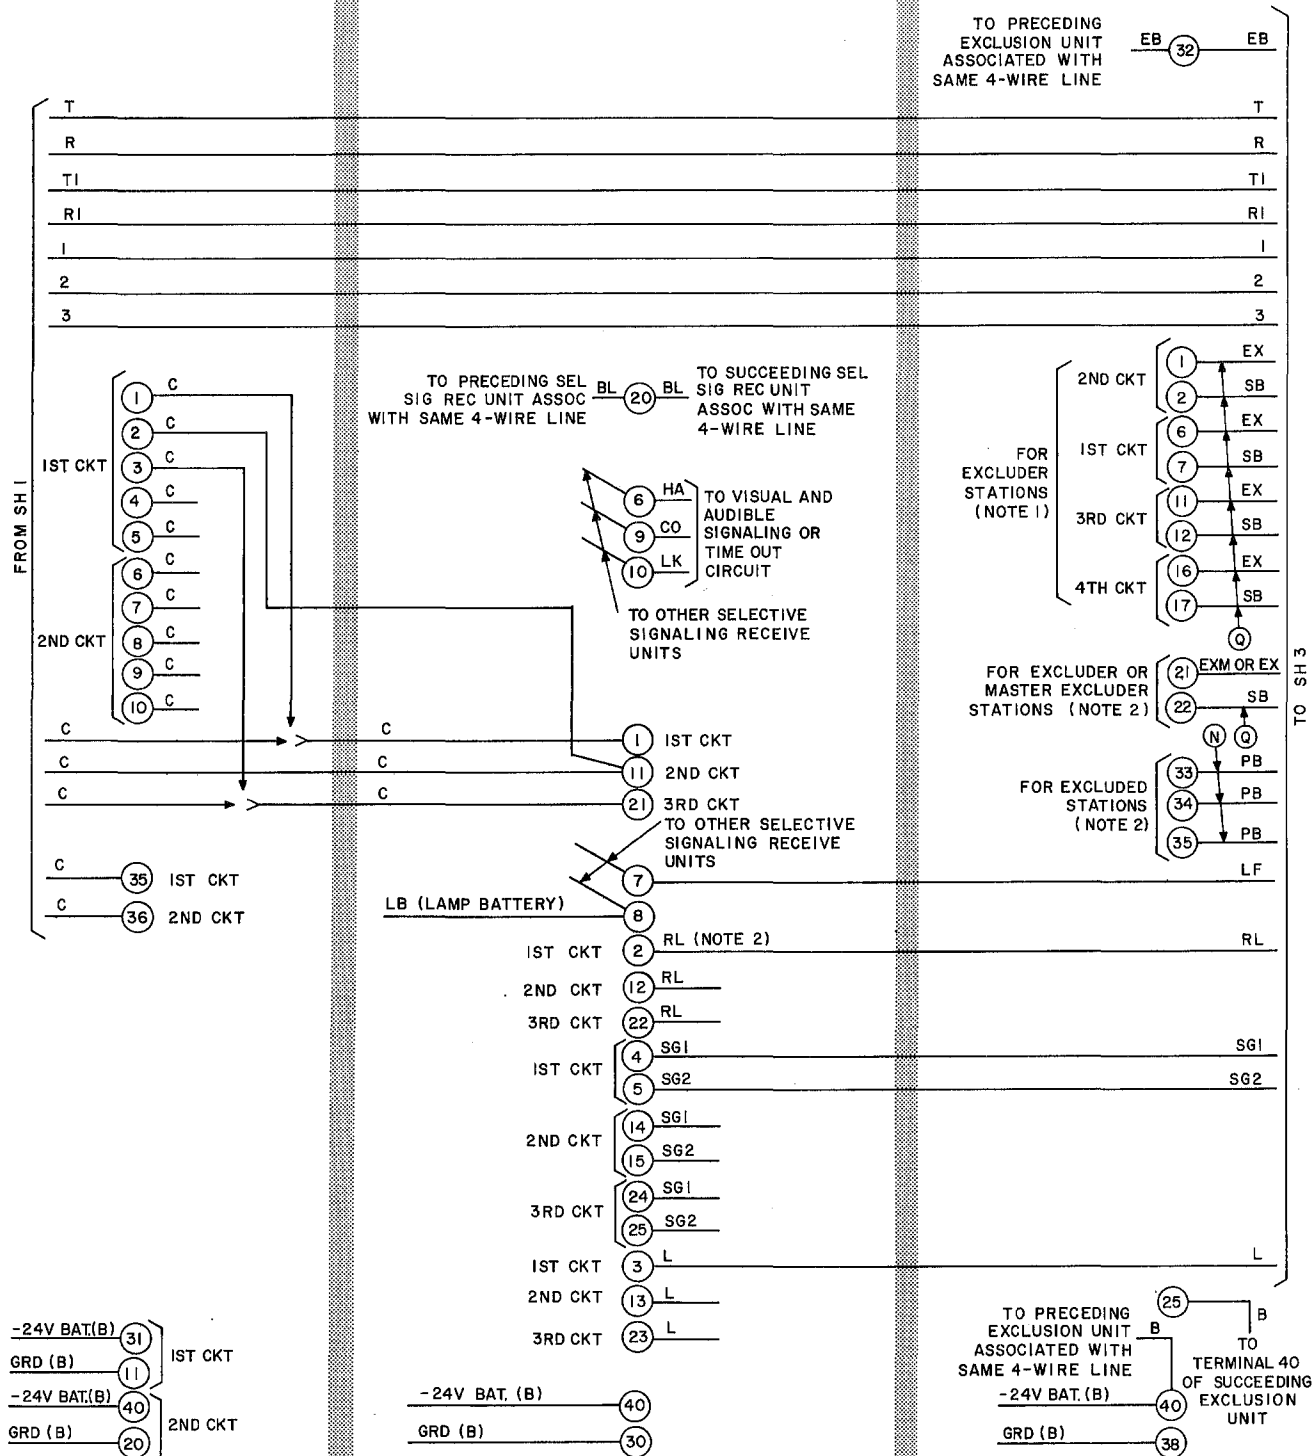 TO PRECEDING
EXCLUSION UNIT
ASSOCIATED WITH
SAME 4-WIRE LINE
EB 32 EB
T T
R R
T1 T1
R1 R1
1 1
2 2
3 3
FROM SH 1
1ST CKT
1 C
2 C
3 C
4 C
5 C
2ND CKT
6 C
7 C
8 C
9 C
10 C
TO PRECEDING SEL
SIG REC UNIT ASSOC
WITH SAME 4-WIRE LINE
BL 20 BL
TO SUCCEEDING SEL
SIG REC UNIT
ASSOC WITH SAME
4-WIRE LINE
6 HA
9 CO
10 LK
TO VISUAL AND
AUDIBLE
SIGNALING OR
TIME OUT
CIRCUIT
TO OTHER SELECTIVE
SIGNALING RECEIVE
UNITS
FOR
EXCLUDER
STATIONS
(NOTE 1)
2ND CKT
1 EX
2 SB
1ST CKT
6 EX
7 SB
3RD CKT
11 EX
12 SB
4TH CKT
16 EX
17 SB
Q
FOR EXCLUDER OR
MASTER EXCLUDER
STATIONS (NOTE 2)
21 EXM OR EX
22 SB
N Q
FOR EXCLUDED
STATIONS
(NOTE 2)
33 PB
34 PB
35 PB
TO SH 3
C C 1 1ST CKT
C C 11 2ND CKT
C C 21 3RD CKT
TO OTHER SELECTIVE
SIGNALING RECEIVE
UNITS
C 35 1ST CKT
C 36 2ND CKT
7 LF
LB (LAMP BATTERY) 8
1ST CKT 2 RL (NOTE 2) RL
2ND CKT 12 RL
3RD CKT 22 RL
1ST CKT
4 SG1 SG1
5 SG2 SG2
2ND CKT
14 SG1
15 SG2
3RD CKT
24 SG1
25 SG2
1ST CKT 3 L L
2ND CKT 13 L
3RD CKT 23 L
-24V BAT.(B) 31
GRD (B) 11
1ST CKT
-24V BAT.(B) 40
GRD (B) 20
2ND CKT
-24V BAT. (B) 40
GRD (B) 30
TO PRECEDING
EXCLUSION UNIT
ASSOCIATED WITH
SAME 4-WIRE LINE
B
25
B
TO
TERMINAL 40
OF SUCCEEDING
EXCLUSION
UNIT
-24V BAT.(B) 40
GRD (B) 38